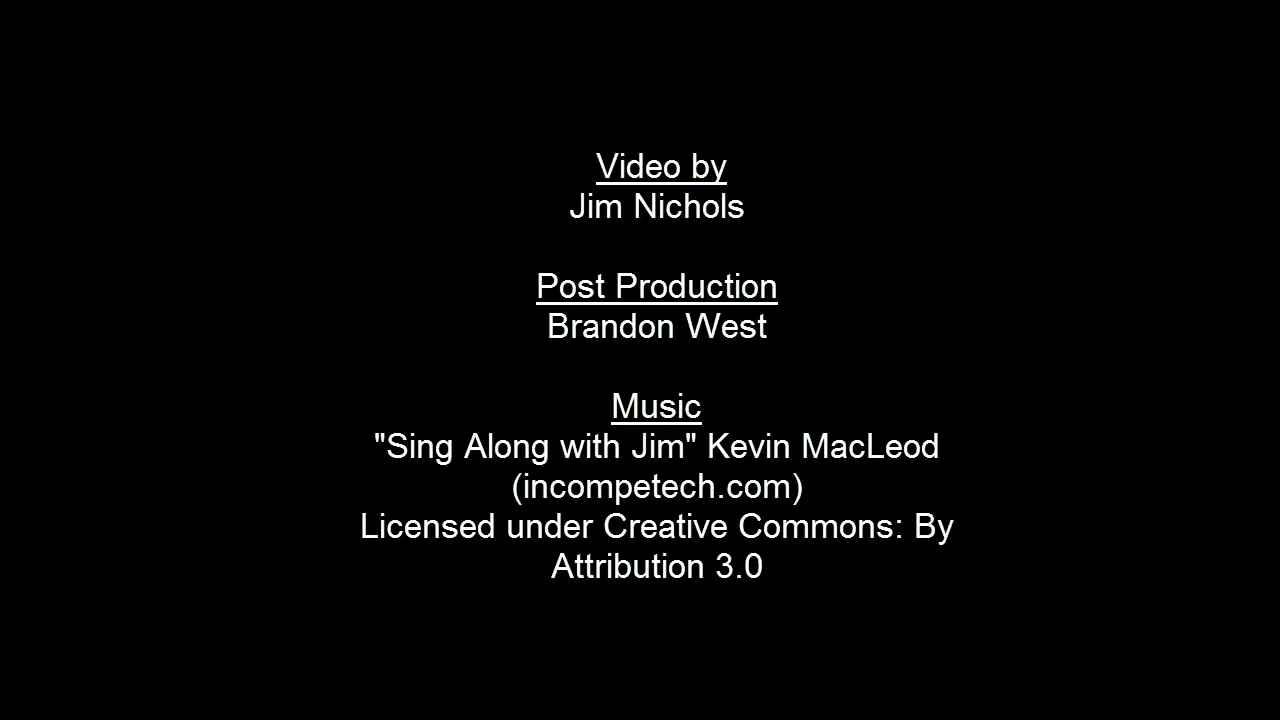 Video by
Jim Nichols
Post Production
Brandon West
Music
"Sing Along with Jim" Kevin MacLeod
(incompetech.com)
Licensed under Creative Commons: By
Attribution 3.0